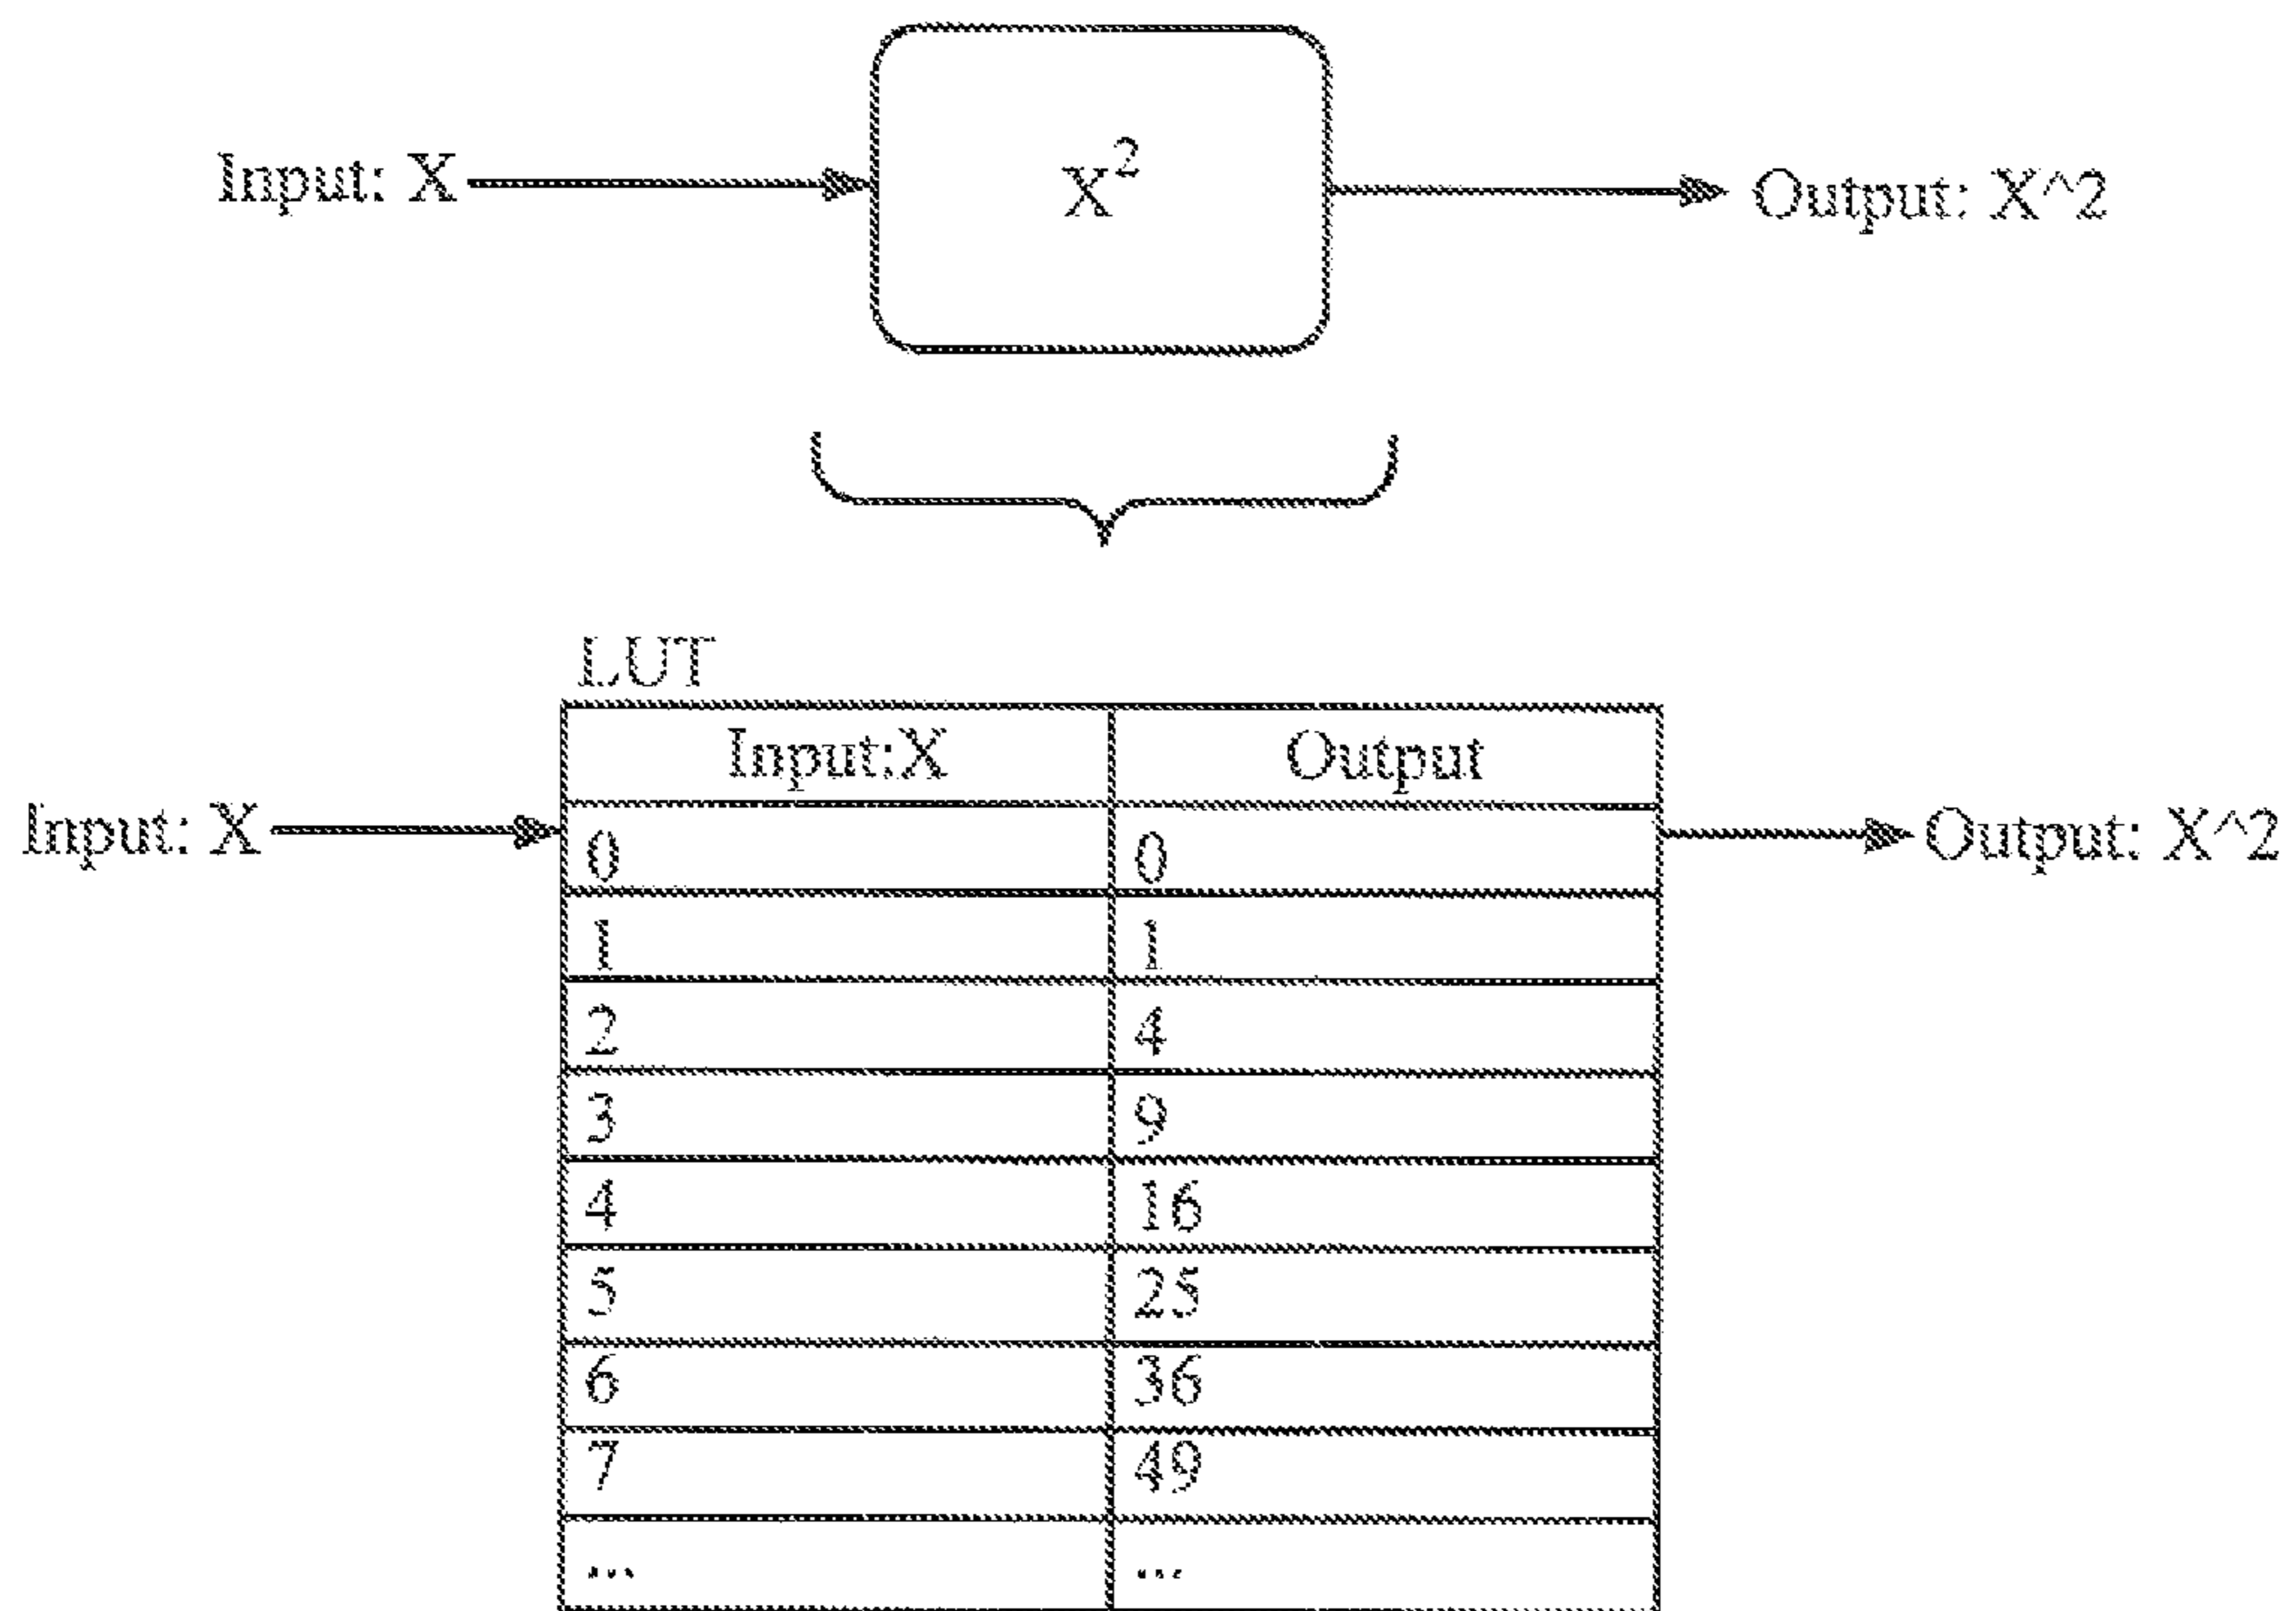 Input: X
X^2
Output: X^2
LUT
Input:X Output
Input: X
Output: X^2
0 0
1 1
2 4
3 9
4 16
5 25
6 36
7 49
... ...